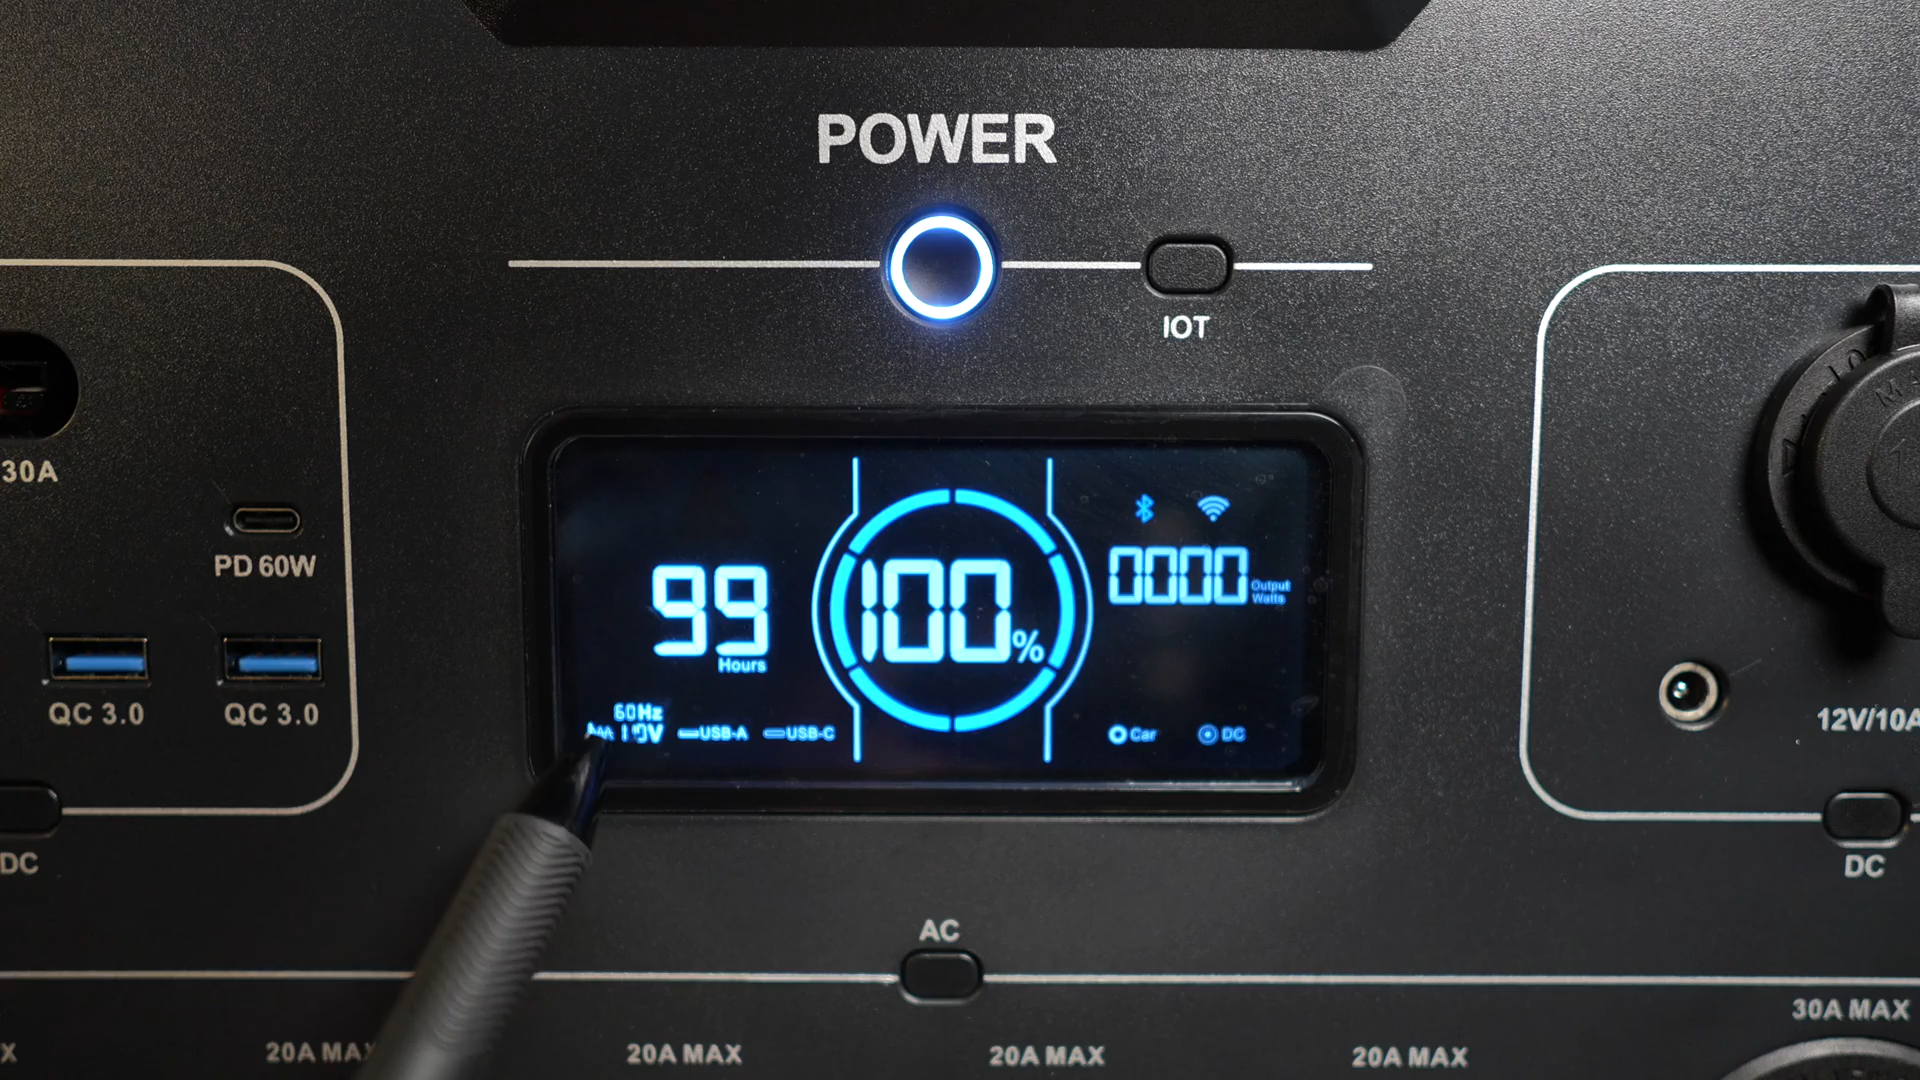 POWER
IOT
30A
PD 60W
QC 3.0
QC 3.0
DC
99
Hours
100%
0000
Output
Watts
60Hz
USB-A
USB-C
Car
DC
12V/10A
DC
AC
30A MAX
20A MAX
20A MAX
20A MAX
20A MAX